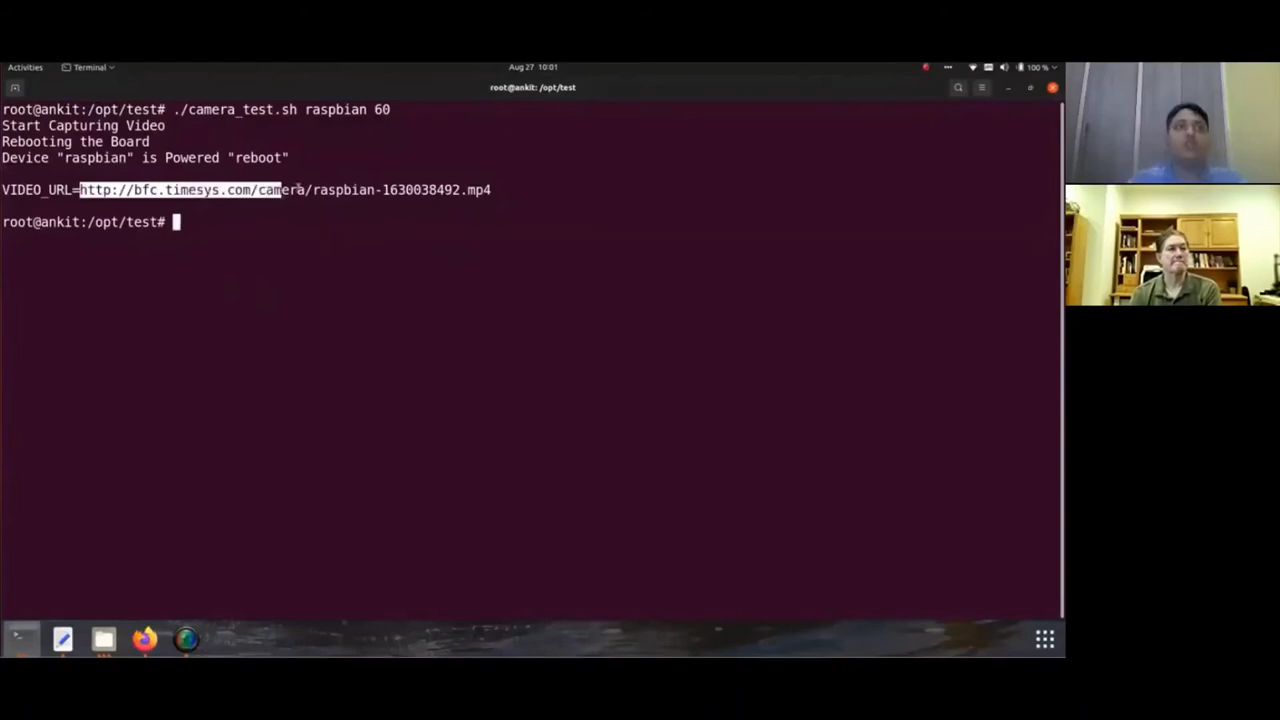 Activities
Terminal
Aug 27 10:01
100 %
root@ankit: /opt/test
root@ankit:/opt/test# ./camera_test.sh raspbian 60
Start Capturing Video
Rebooting the Board
Device "raspbian" is Powered "reboot"
VIDEO_URL=http://bfc.timesys.com/camera/raspbian-1630038492.mp4
root@ankit:/opt/test#